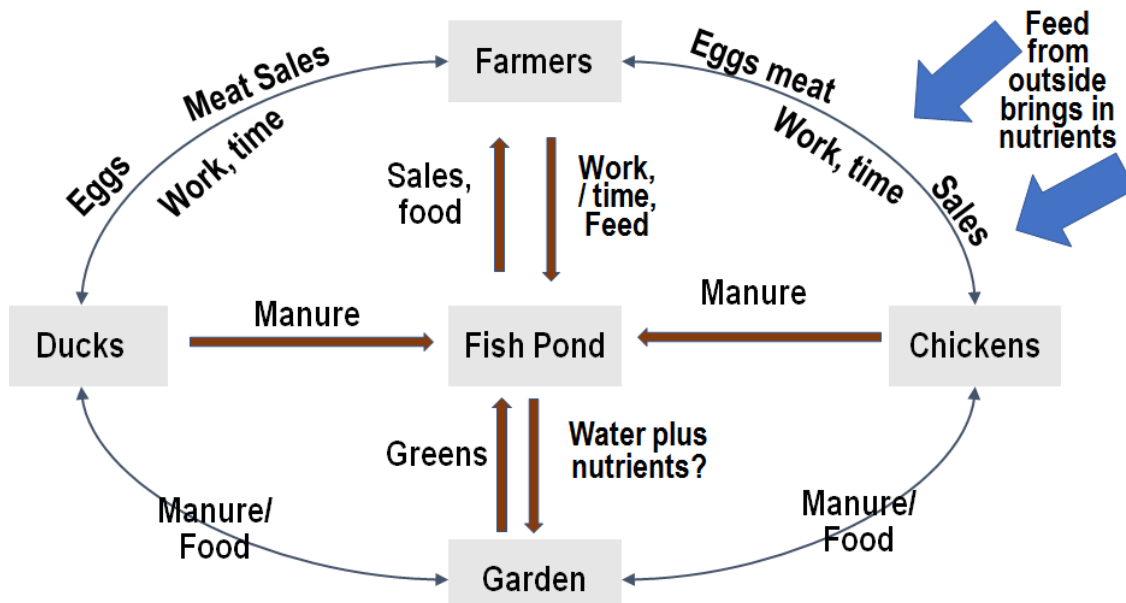 Farmers
Meat Sales
Eggs
Work, time
Eggs meat
Work, time
Sales
Feed
from
outside
brings in
nutrients
Sales,
food
Work,
/ time,
Feed
Ducks
Manure
Fish Pond
Manure
Chickens
Greens
Water plus
nutrients?
Manure/
Food
Manure/
Food
Garden